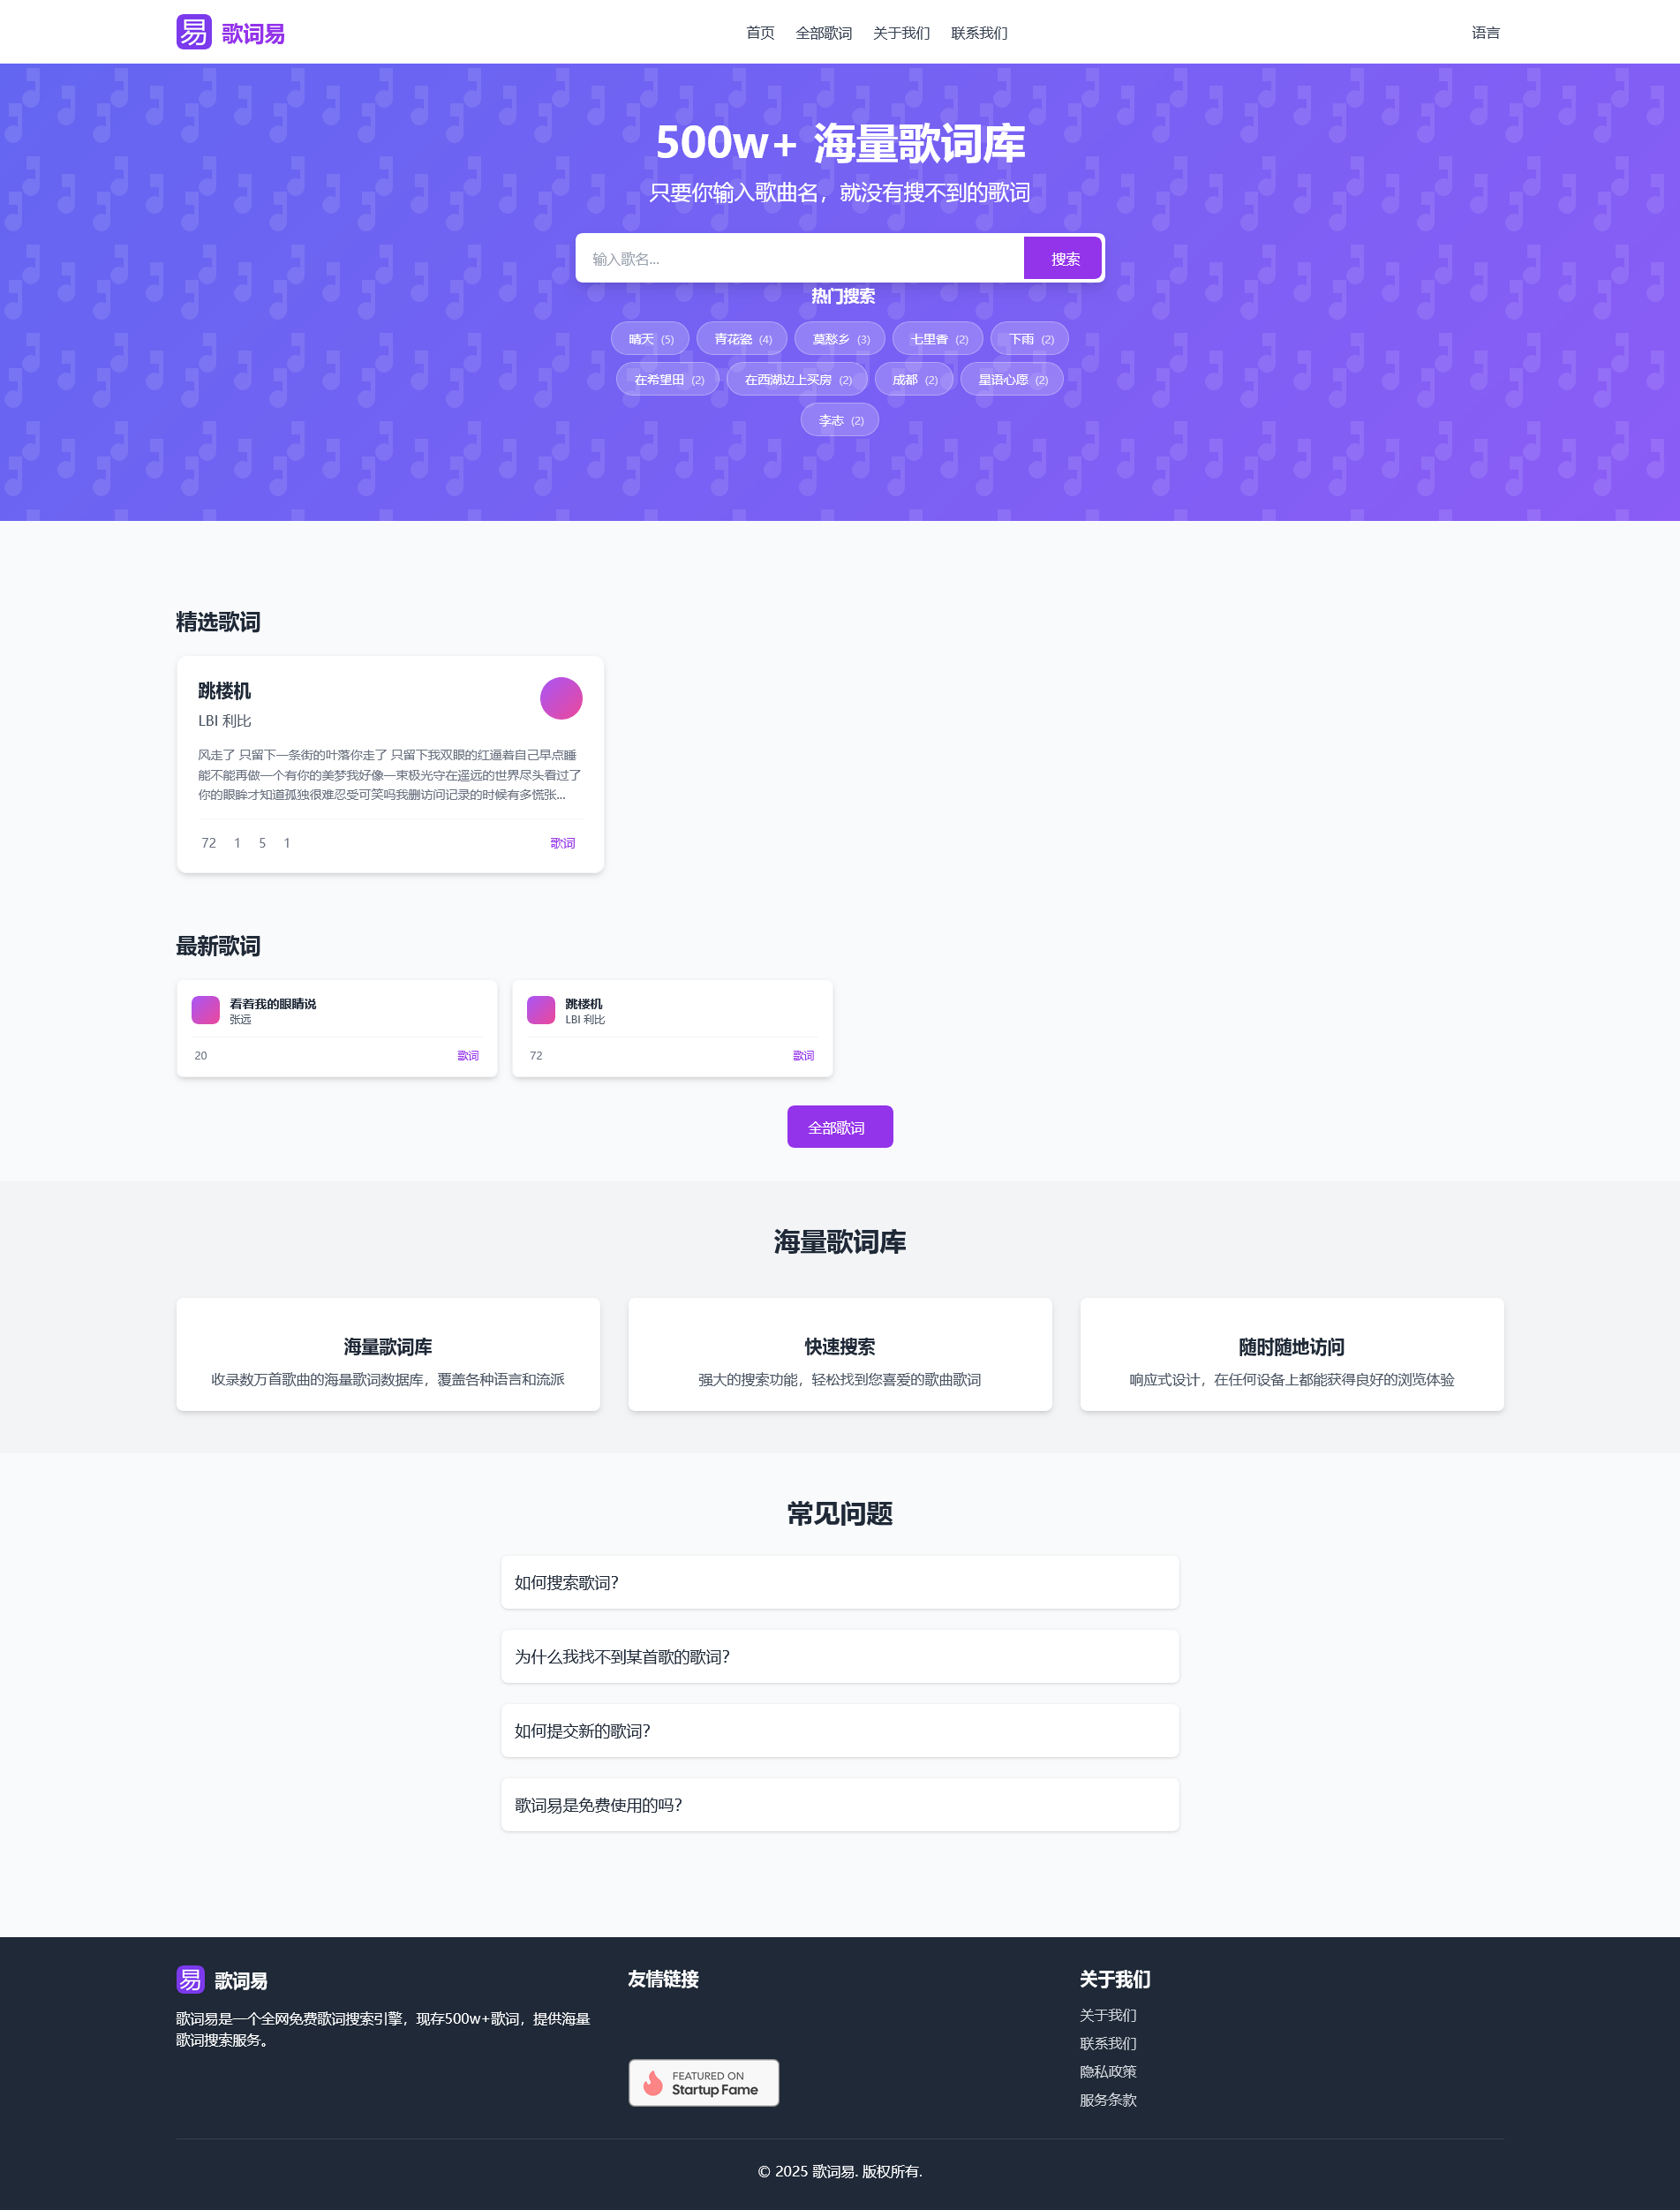 易 歌词易
首页 全部歌词 关于我们 联系我们
语言
500w+ 海量歌词库
只要你输入歌曲名，就没有搜不到的歌词
输入歌名...
搜索
热门搜索
晴天 (5) 青花瓷 (4) 莫愁乡 (3) 七里香 (2) 下雨 (2)
在希望田 (2) 在西湖边上买房 (2) 成都 (2) 星语心愿 (2)
李志 (2)
精选歌词
跳楼机
LBI 利比
风走了 只留下一条街的叶落你走了 只留下我双眼的红逼着自己早点睡
能不能再做一个有你的美梦我好像一束极光守在遥远的世界尽头看过了
你的眼眸才知道孤独很难忍受可笑吗我删访问记录的时候有多慌张...
72 1 5 1
歌词
最新歌词
看着我的眼睛说
张远
20
歌词
跳楼机
LBI 利比
72
歌词
全部歌词
海量歌词库
海量歌词库
收录数万首歌曲的海量歌词数据库，覆盖各种语言和流派
快速搜索
强大的搜索功能，轻松找到您喜爱的歌曲歌词
随时随地访问
响应式设计，在任何设备上都能获得良好的浏览体验
常见问题
如何搜索歌词？
为什么我找不到某首歌的歌词？
如何提交新的歌词？
歌词易是免费使用的吗？
易 歌词易
歌词易是一个全网免费歌词搜索引擎，现存500w+歌词，提供海量
歌词搜索服务。
友情链接
FEATURED ON
Startup Fame
关于我们
关于我们
联系我们
隐私政策
服务条款
© 2025 歌词易. 版权所有.